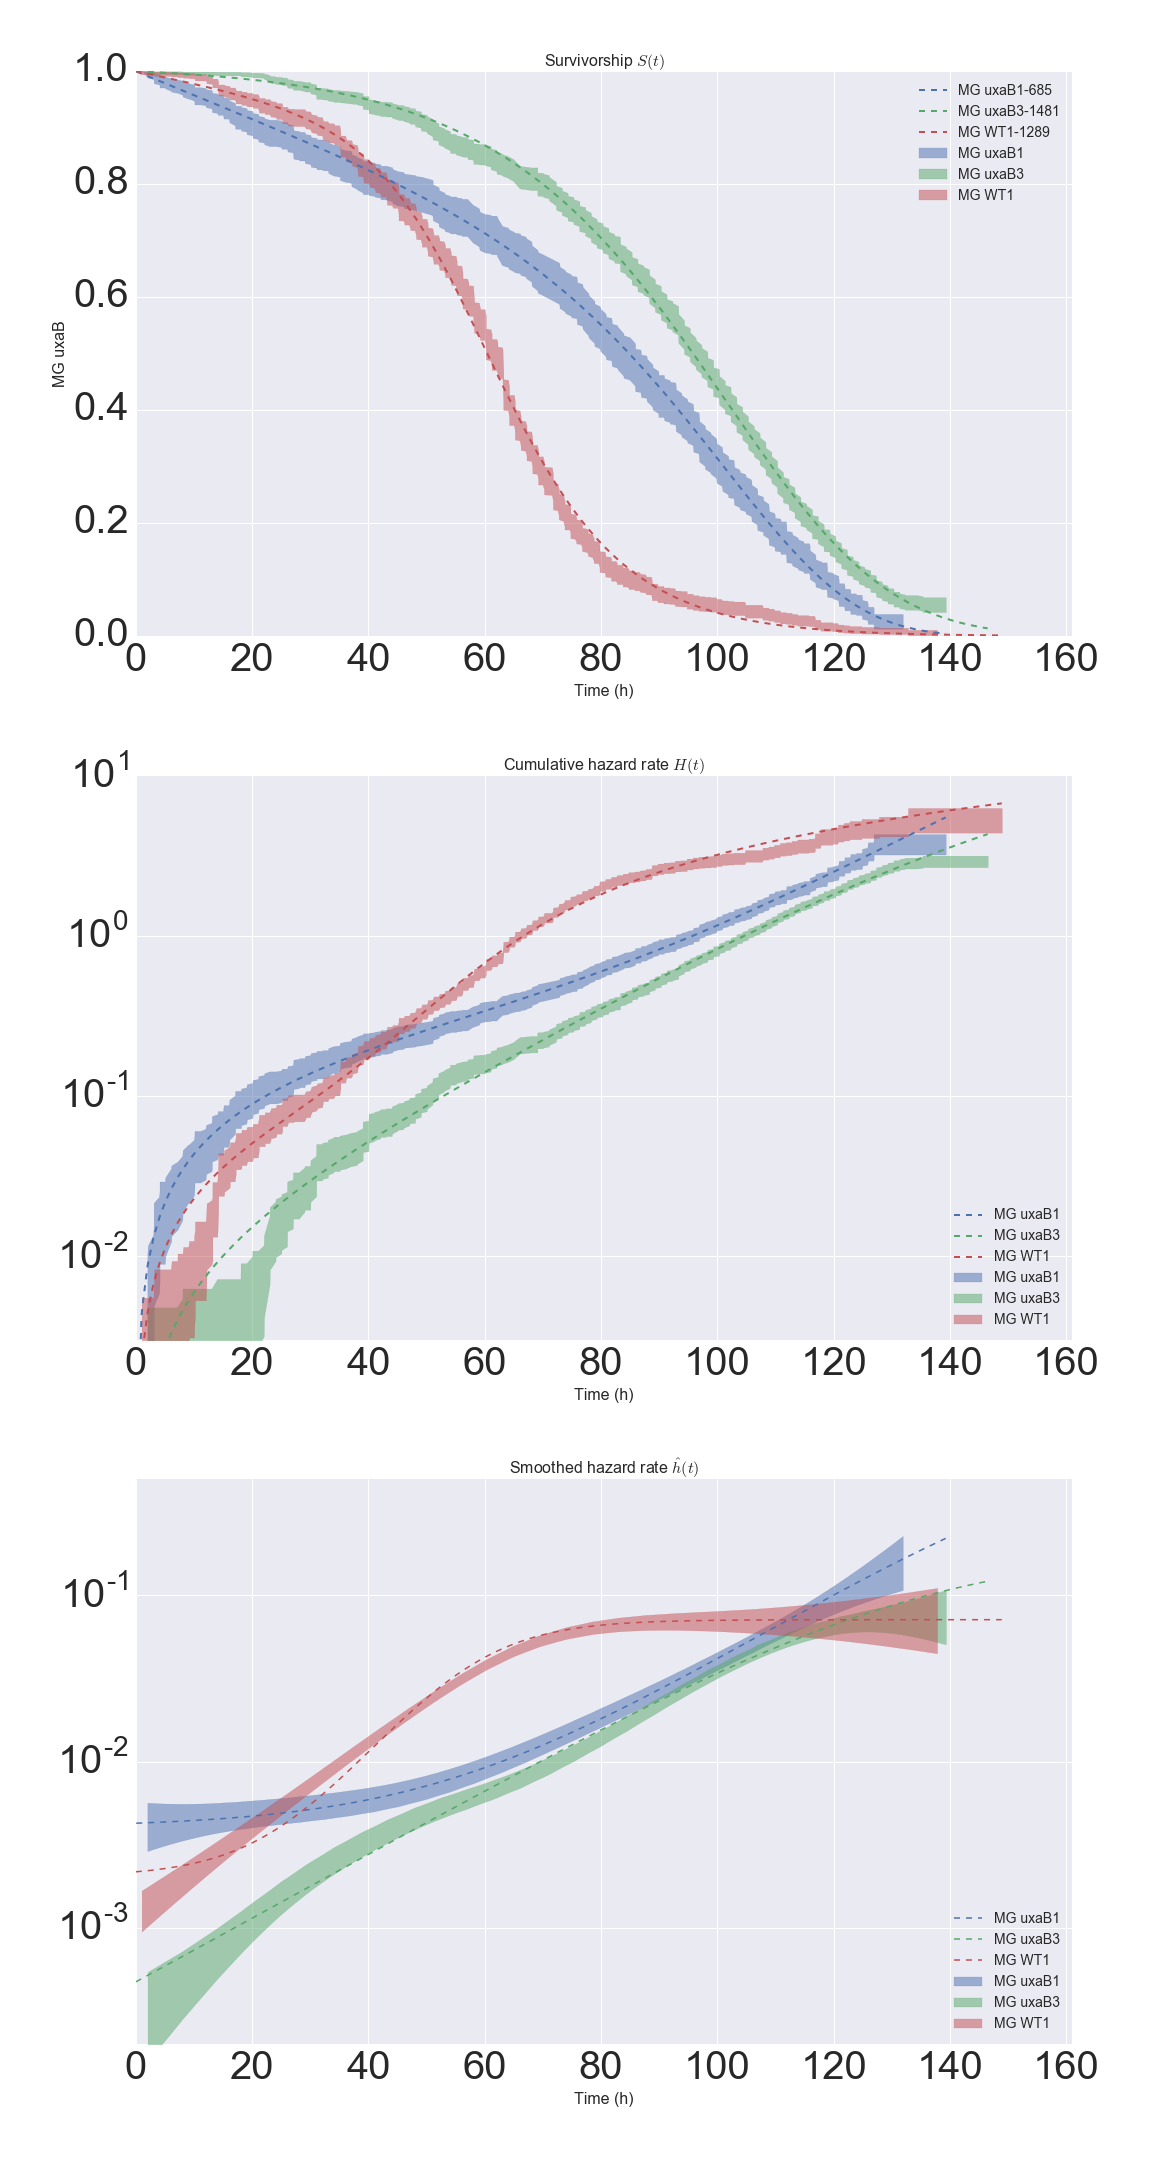 Survivorship S(t)
1.0
0.8
0.6
0.4
0.2
0.0
MG uxaB
MG uxaB1-685
MG uxaB3-1481
MG WT1-1289
MG uxaB1
MG uxaB3
MG WT1
0 20 40 60 80 100 120 140 160
Time (h)
Cumulative hazard rate H(t)
10^1
10^0
10^-1
10^-2
MG uxaB1
MG uxaB3
MG WT1
MG uxaB1
MG uxaB3
MG WT1
0 20 40 60 80 100 120 140 160
Time (h)
Smoothed hazard rate ĥ(t)
10^-1
10^-2
10^-3
MG uxaB1
MG uxaB3
MG WT1
MG uxaB1
MG uxaB3
MG WT1
0 20 40 60 80 100 120 140 160
Time (h)